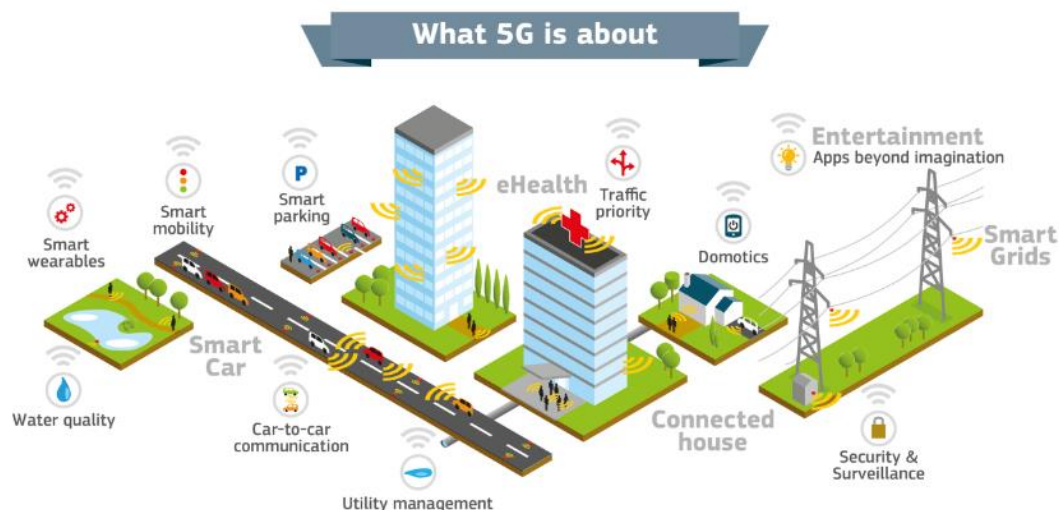 What 5G is about
Smart
wearables
Smart
mobility
P
Smart
parking
eHealth
Traffic
priority
Domotics
Entertainment
Apps beyond imagination
Smart
Grids
Water quality
Smart
Car
Car-to-car
communication
Utility management
Connected
house
Security &
Surveillance